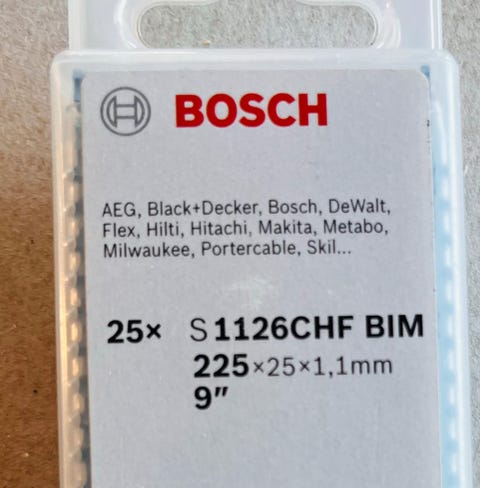 BOSCH
AEG, Black+Decker, Bosch, DeWalt,
Flex, Hilti, Hitachi, Makita, Metabo,
Milwaukee, Portercable, Skil...
25× S1126CHF BIM
225×25×1,1mm
9"